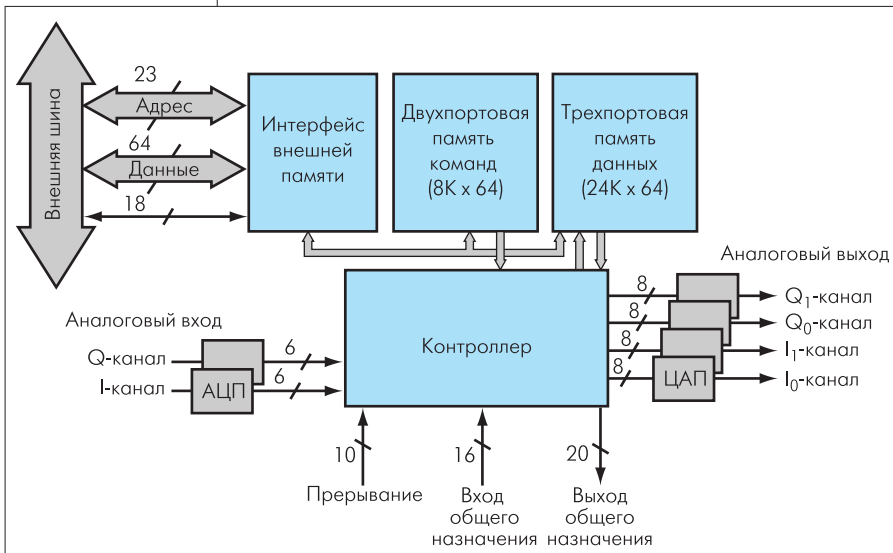 Внешняя шина
23
Адрес
64
Данные
18
Интерфейс
внешней
памяти
Двухпортовая
память
команд
(8K x 64)
Трехпортовая
память
данных
(24K x 64)
Аналоговый вход
Q-канал
I-канал
АЦП
6
6
Контроллер
Аналоговый выход
8
Q1-канал
8
Q0-канал
8
I1-канал
8
ЦАП
I0-канал
10
Прерывание
16
Вход
общего
назначения
20
Выход
общего
назначения